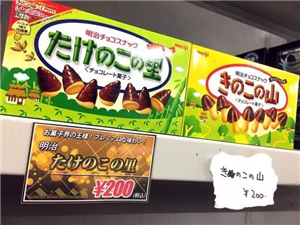 meiji
明治チョコスナック
たけのこの里
〈チョコレート菓子〉
meiji
明治チョコスナック
きのこの山
〈チョコレート菓子〉
お菓子界の王様！プレミアムな味わい！
明治
たけのこの里
¥200(税込)
きのこの山
¥200